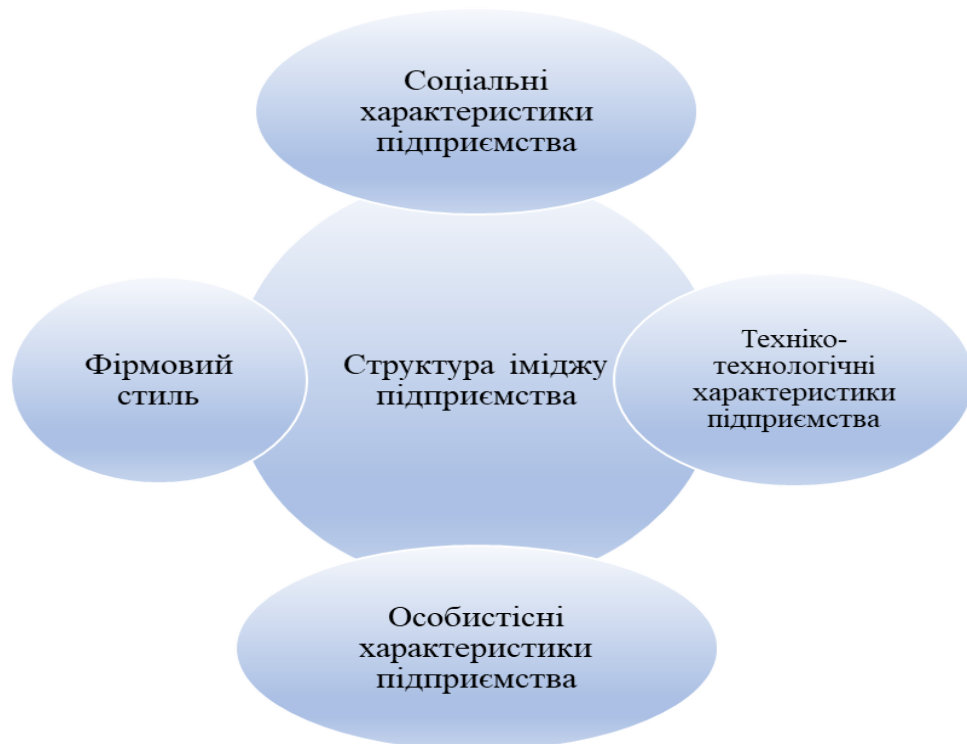 Соціальні
характеристики
підприємства
Фірмовий
стиль
Структура іміджу
підприємства
Техніко-
технологічні
характеристики
підприємства
Особистісні
характеристики
підприємства